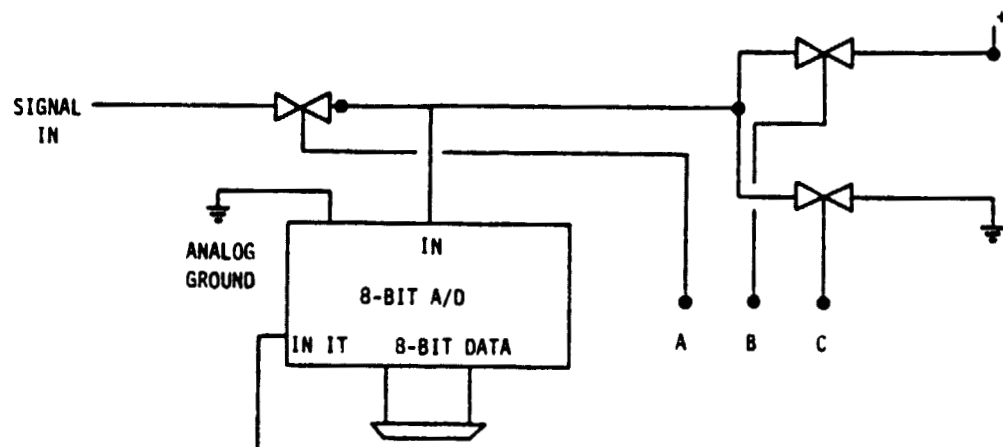 +
SIGNAL
IN
ANALOG
GROUND
IN
8-BIT A/D
IN IT
8-BIT DATA
A
B
C